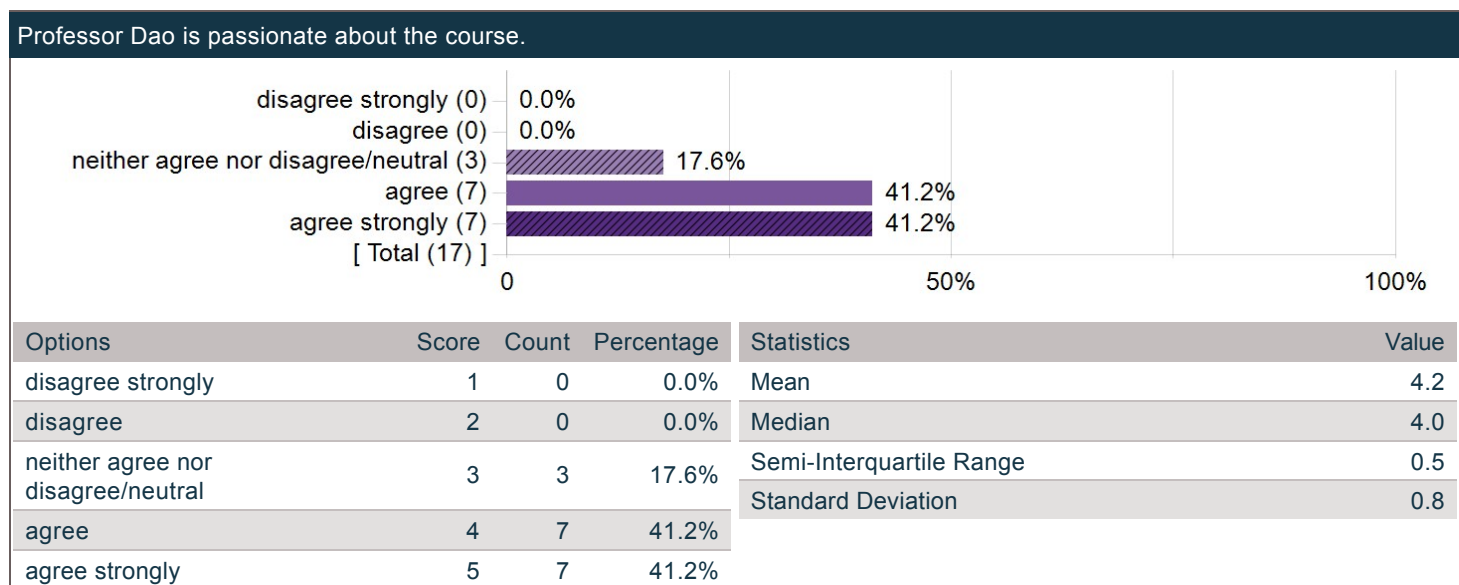 Professor Dao is passionate about the course.
disagree strongly (0) 0.0%
disagree (0) 0.0%
neither agree nor disagree/neutral (3) 17.6%
agree (7) 41.2%
agree strongly (7) 41.2%
[ Total (17) ]
0 50% 100%
Options Score Count Percentage
disagree strongly 1 0 0.0%
disagree 2 0 0.0%
neither agree nor
disagree/neutral 3 3 17.6%
agree 4 7 41.2%
agree strongly 5 7 41.2%
Statistics Value
Mean 4.2
Median 4.0
Semi-Interquartile Range 0.5
Standard Deviation 0.8